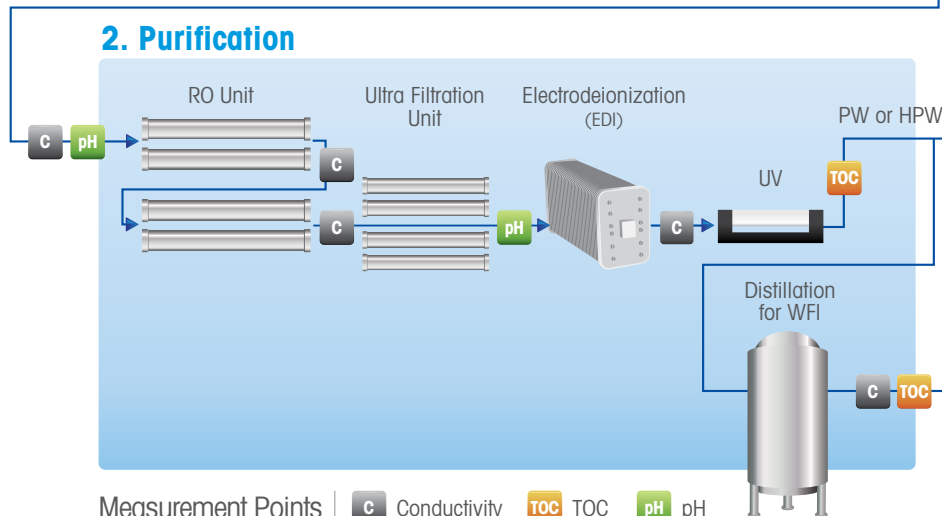 2. Purification
RO Unit
Ultra Filtration
Unit
Electrodeionization
(EDI)
PW or HPW
C
pH
C
TOC
UV
C
pH
C
Distillation
for WFI
C
TOC
Measurement Points
C Conductivity
TOC TOC
pH pH